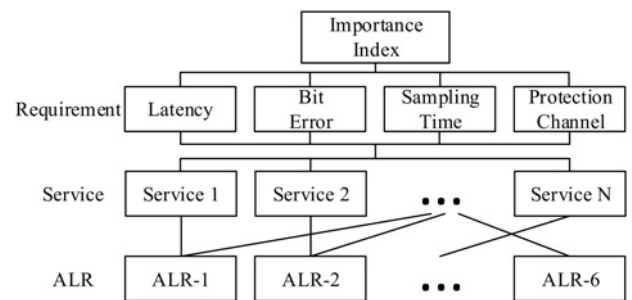 Importance
Index
Requirement
Latency
Bit
Error
Sampling
Time
Protection
Channel
Service
Service 1
Service 2
...
Service N
ALR
ALR-1
ALR-2
...
ALR-6